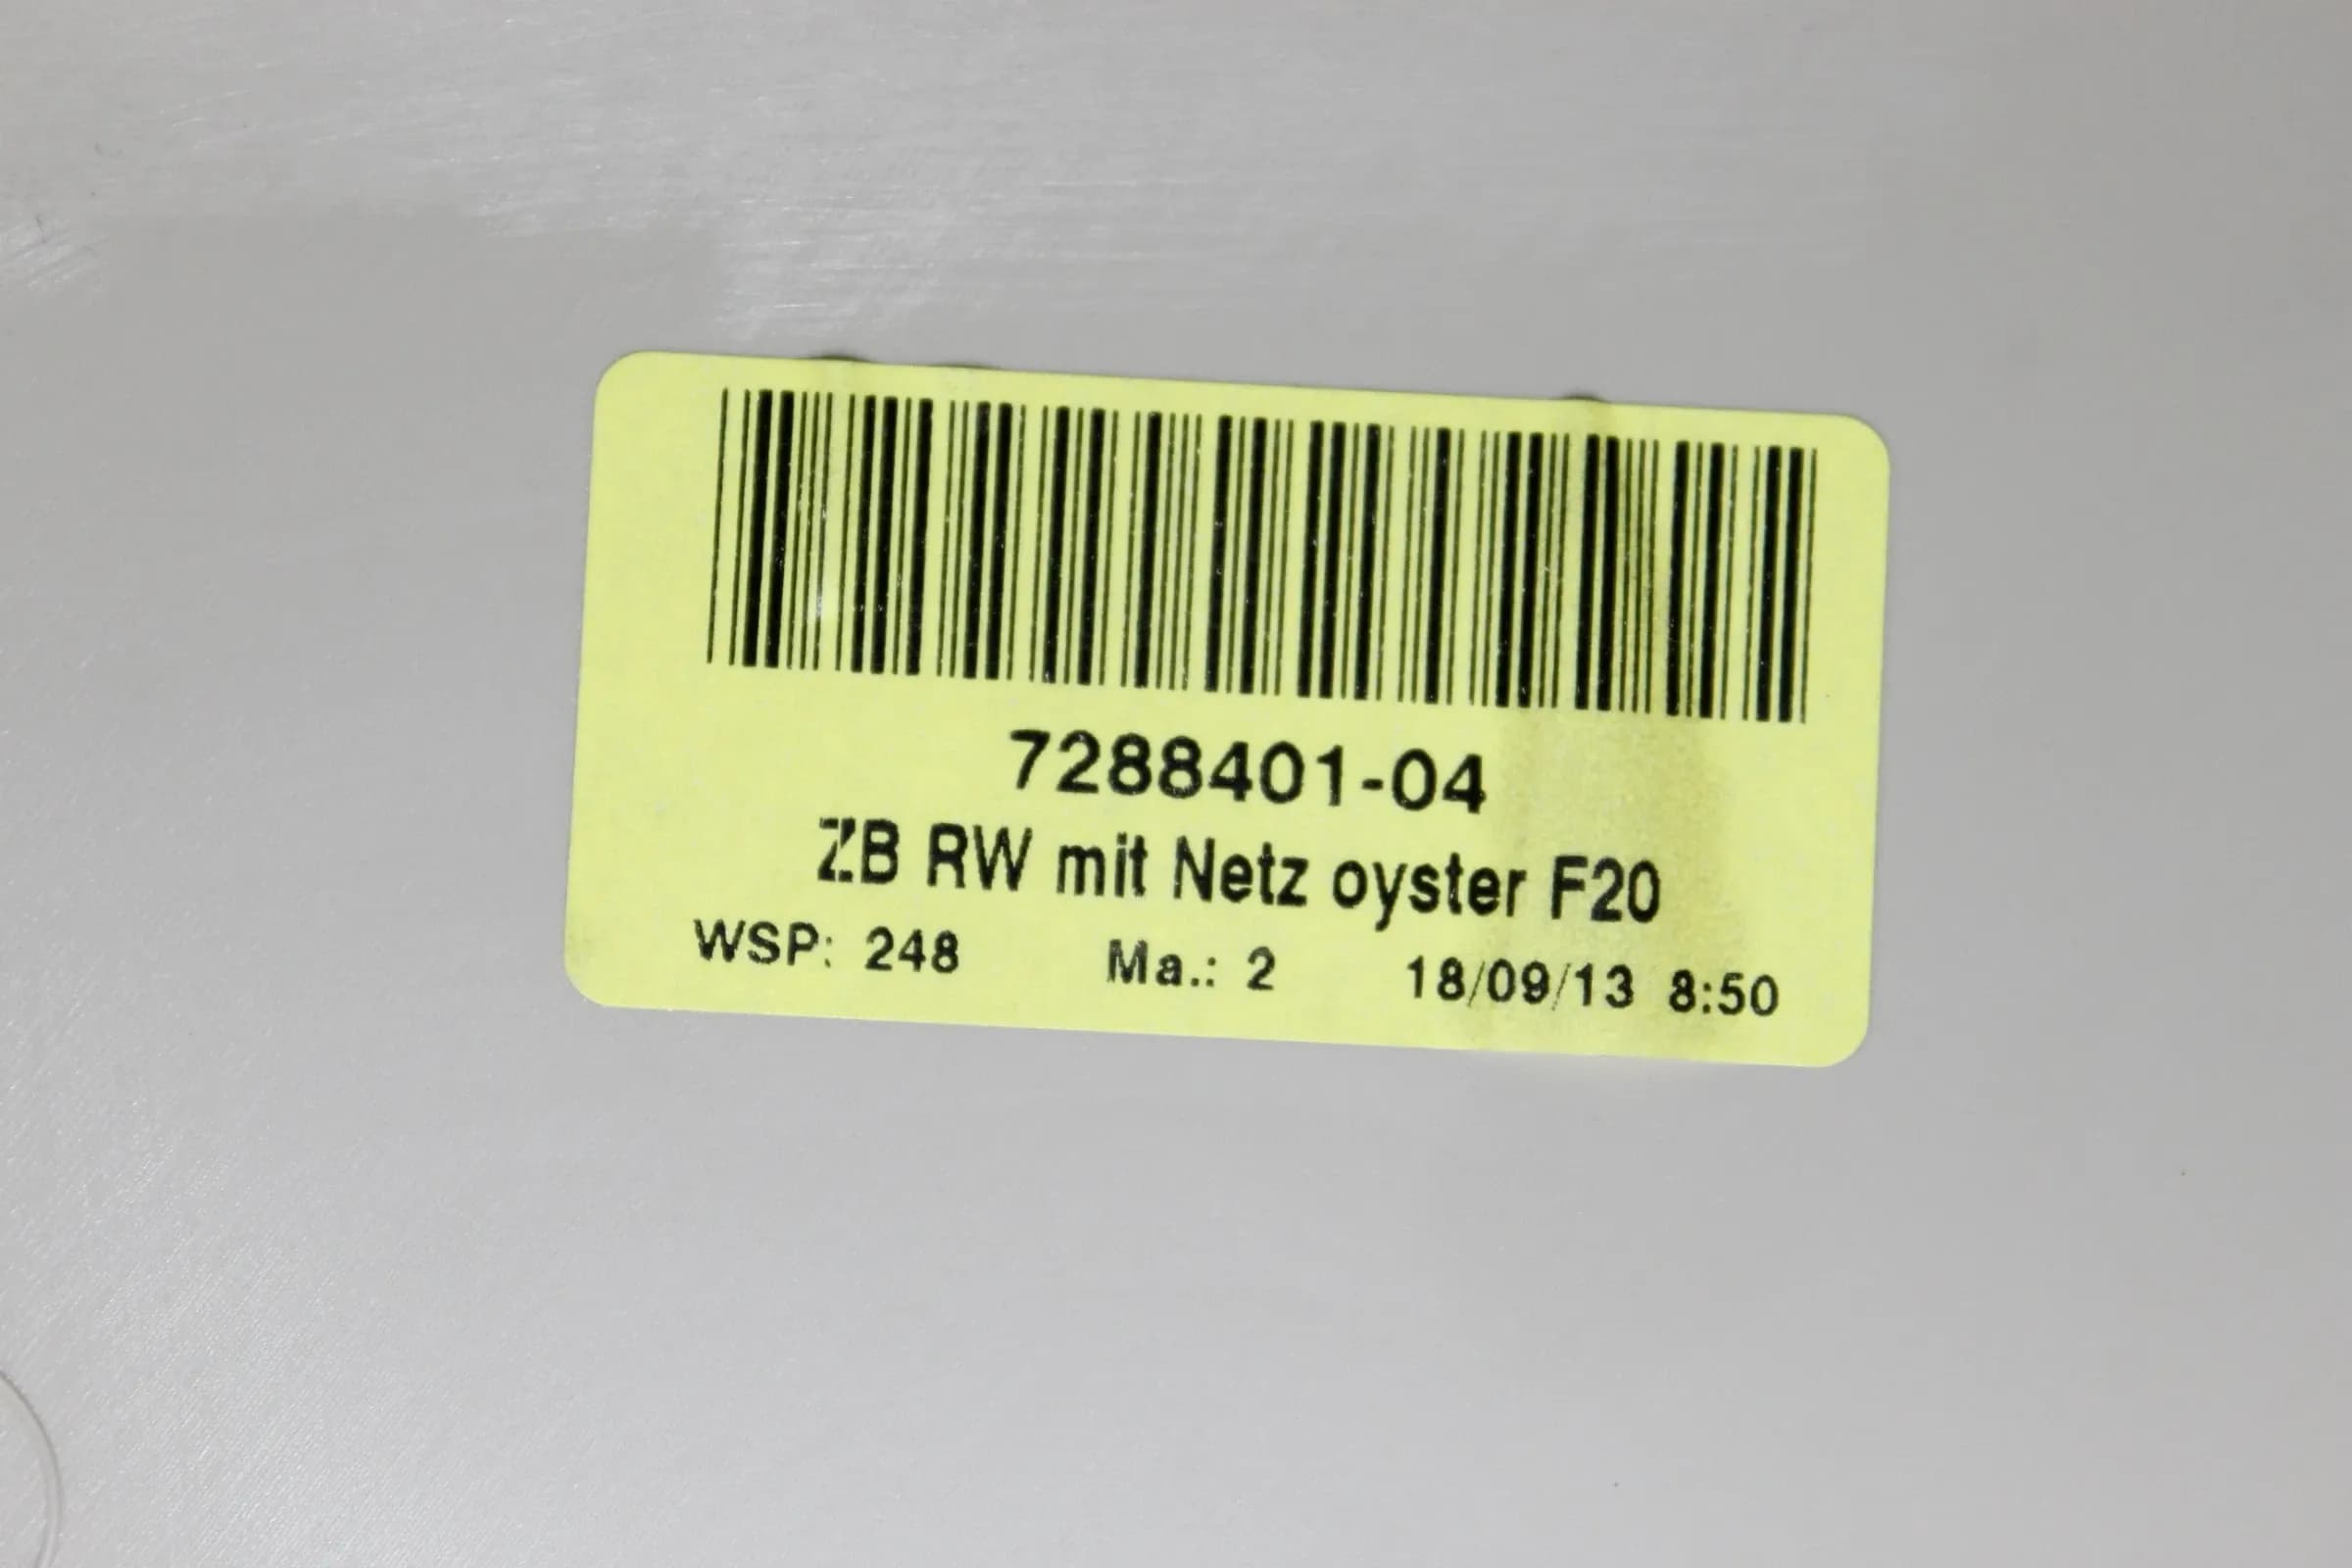 7288401-04
ZB RW mit Netz oyster F20
WSP: 248 Ma.: 2 18/09/13 8:50